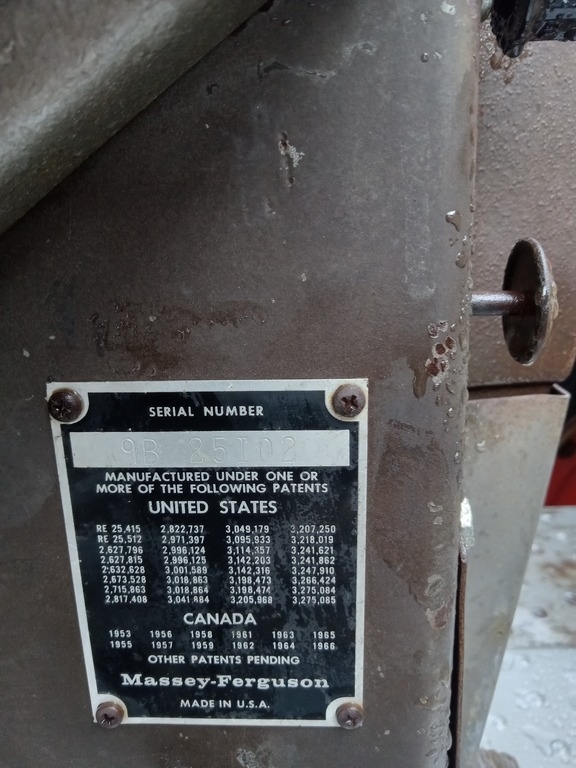 SERIAL NUMBER
9B 25102
MANUFACTURED UNDER ONE OR
MORE OF THE FOLLOWING PATENTS
UNITED STATES
RE 25,415 2,822,737 3,049,179 3,207,250
RE 25,512 2,971,397 3,095,933 3,218,019
2,627,796 2,996,124 3,114,357 3,241,621
2,627,815 2,996,125 3,142,203 3,241,862
2,632,628 3,001,589 3,142,316 3,247,910
2,673,528 3,018,863 3,198,473 3,266,424
2,715,863 3,018,864 3,198,474 3,275,084
2,817,408 3,041,884 3,205,968 3,275,085
CANADA
1953 1956 1958 1961 1963 1965
1955 1957 1959 1962 1964 1966
OTHER PATENTS PENDING
Massey-Ferguson
MADE IN U.S.A.